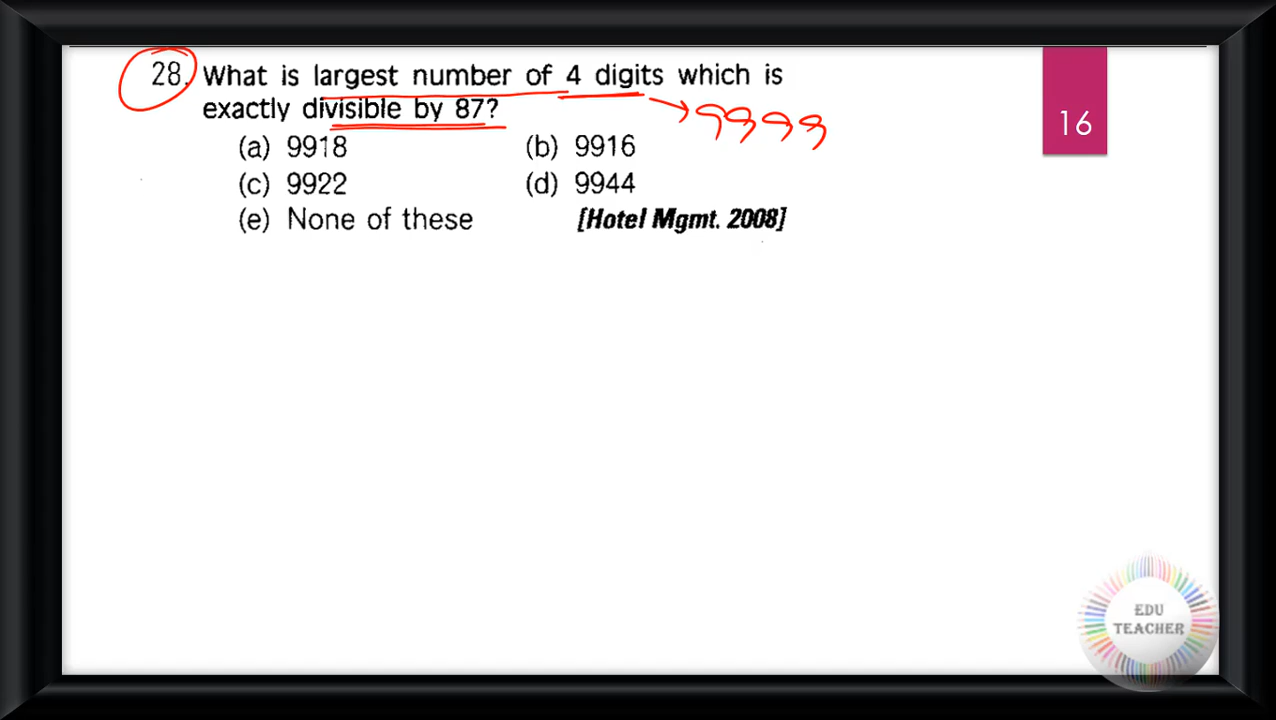 28. What is largest number of 4 digits which is
exactly divisible by 87?
9999
(a) 9918 (b) 9916
(c) 9922 (d) 9944
(e) None of these [Hotel Mgmt. 2008]
16
EDU
TEACHER